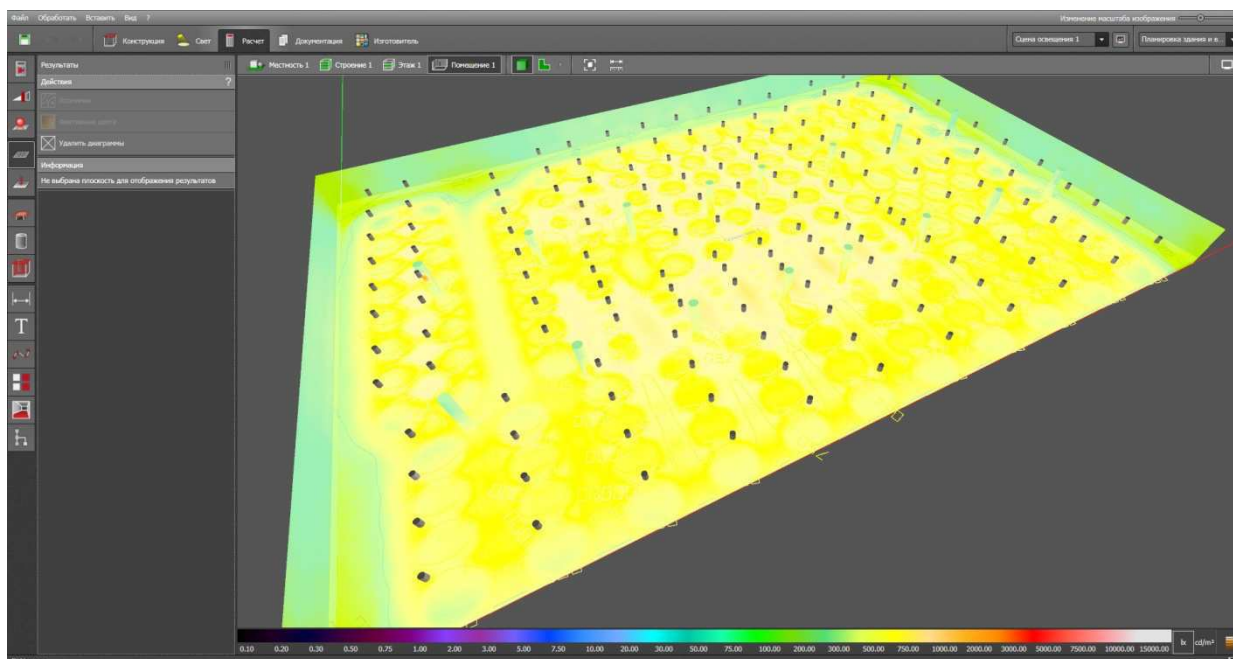 Файл Обработать Вставить Вид ?
Изменение масштаба изображения
Конструкция Свет Расчет Документация Изготовитель
Сцена освещения 1
Планировка здания и в...
Результаты
Местность 1 Строение 1 Этаж 1 Помещение 1
Действия ?
Удалить диаграммы
Информация
Не выбрана плоскость для отображения результатов
T
0.10 0.20 0.30 0.50 0.75 1.00 2.00 3.00 5.00 7.50 10.00 20.00 30.00 50.00 75.00 100.00 200.00 300.00 500.00 750.00 1000.00 2000.00 3000.00 5000.00 7500.00 10000.00 15000.00 lx cd/m²